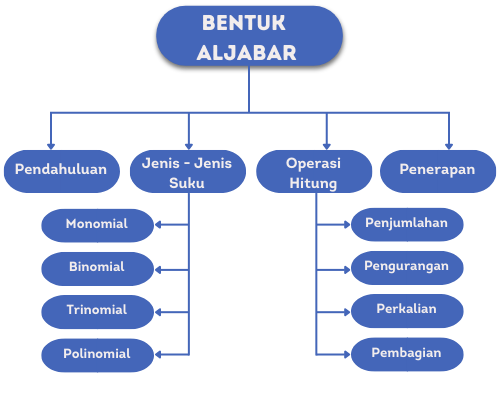 BENTUK
ALJABAR
Pendahuluan
Jenis - Jenis
Suku
Operasi
Hitung
Penerapan
Monomial
Binomial
Trinomial
Polinomial
Penjumlahan
Pengurangan
Perkalian
Pembagian